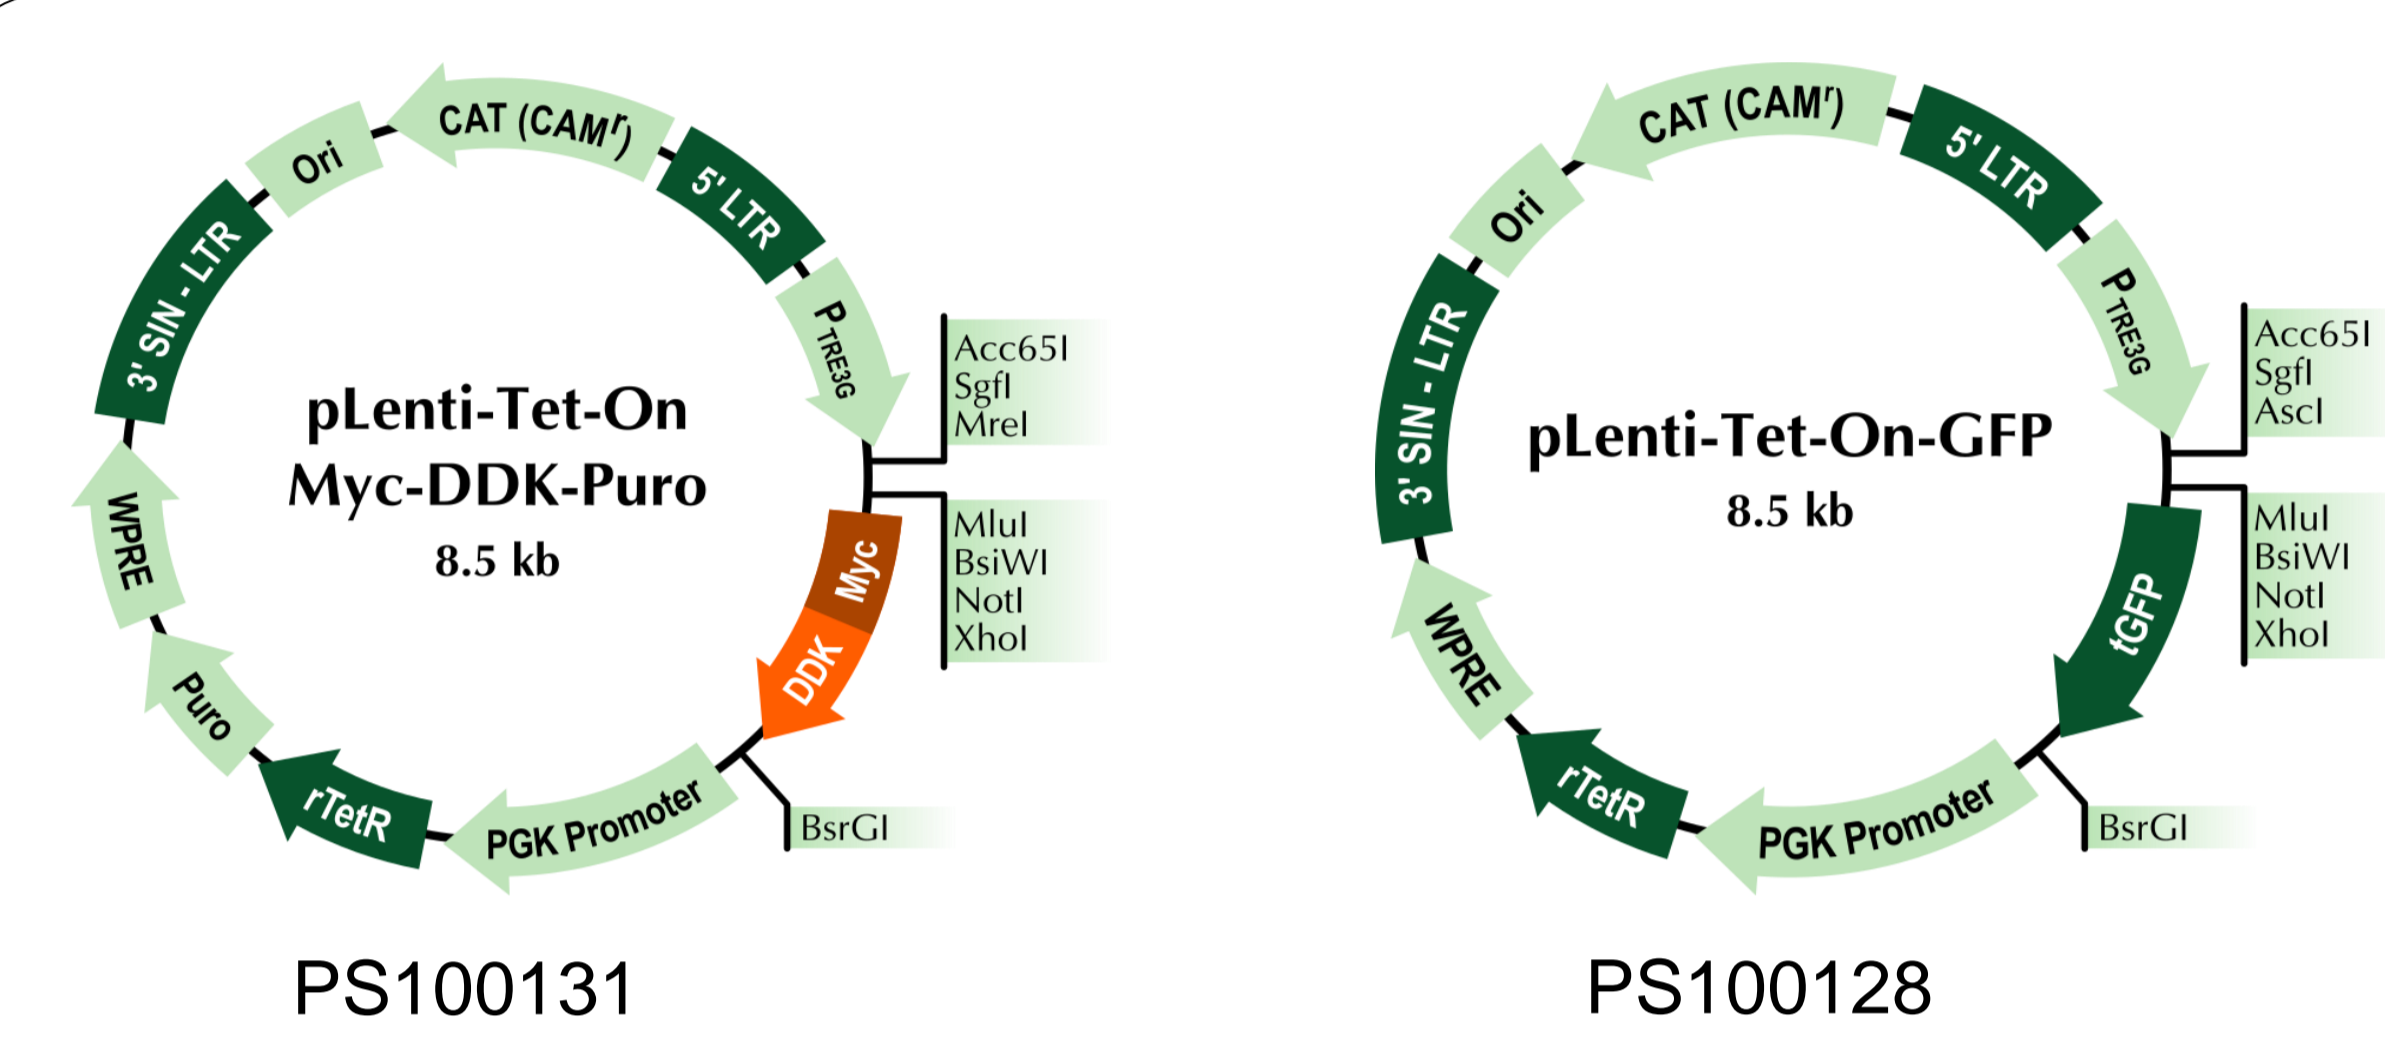 CAT (CAMʳ)
5' LTR
P TRE3G
Acc65I
SgfI
MreI
MluI
BsiWI
NotI
XhoI
Myc
DDK
BsrGI
PGK Promoter
rTetR
Puro
WPRE
3' SIN - LTR
Ori
pLenti-Tet-On
Myc-DDK-Puro
8.5 kb
PS100131
CAT (CAMʳ)
5' LTR
P TRE3G
Acc65I
SgfI
AscI
MluI
BsiWI
NotI
XhoI
tGFP
BsrGI
PGK Promoter
rTetR
WPRE
3' SIN - LTR
Ori
pLenti-Tet-On-GFP
8.5 kb
PS100128